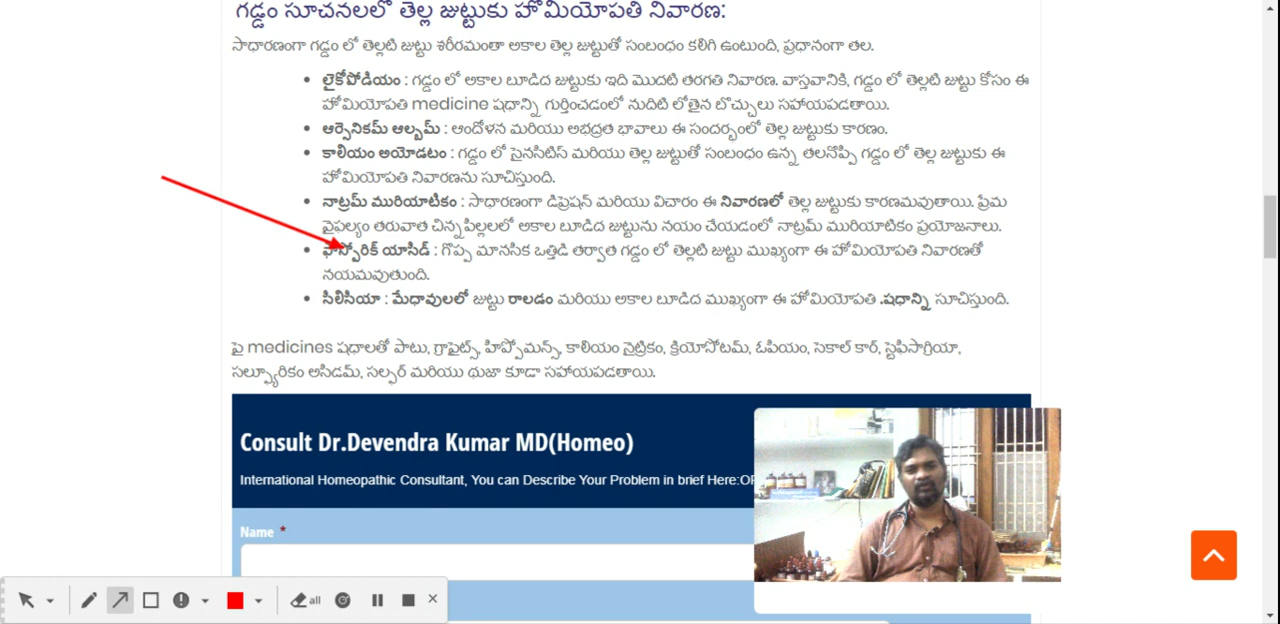 గడ్డం సూచనలలో తెల్ల జుట్టుకు హోమియోపతి నివారణ:
సాధారణంగా గడ్డం లో తెల్లటి జుట్టు శరీరమంతా అకాల తెల్ల జుట్టుతో సంబంధం కలిగి ఉంటుంది, ప్రధానంగా తల.
లైకోపోడియం : గడ్డం లో అకాల బూడిద జుట్టుకు ఇది మొదటి తరగతి నివారణ. వాస్తవానికి, గడ్డం లో తెల్లటి జుట్టు కోసం ఈ
హోమియోపతి medicine షధాన్ని గుర్తించడంలో నుదిటి లోతైన బొచ్చులు సహాయపడతాయి.
ఆర్సెనికమ్ ఆల్బమ్ : ఆందోళన మరియు అభద్రత భావాలు ఈ సందర్భంలో తెల్ల జుట్టుకు కారణం.
కాలియం అయోడటం : గడ్డం లో సైనసిటిస్ మరియు తెల్ల జుట్టుతో సంబంధం ఉన్న తలనొప్పి గడ్డం లో తెల్ల జుట్టుకు ఈ
హోమియోపతి నివారణను సూచిస్తుంది.
నాట్రమ్ మురియాటికం : సాధారణంగా డిప్రెషన్ మరియు విచారం ఈ నివారణలో తెల్ల జుట్టుకు కారణమవుతాయి. ప్రేమ
వైఫల్యం తరువాత చిన్నపిల్లలలో అకాల బూడిద జుట్టును నయం చేయడంలో నాట్రమ్ మురియాటికం ప్రయోజనాలు.
ఫాస్పోరిక్ యాసిడ్ : గొప్ప మానసిక ఒత్తిడి తర్వాత గడ్డం లో తెల్లటి జుట్టు ముఖ్యంగా ఈ హోమియోపతి నివారణతో
నయమవుతుంది.
సిలిసియా : మేధావులలో జుట్టు రాలడం మరియు అకాల బూడిద ముఖ్యంగా ఈ హోమియోపతి .షధాన్ని సూచిస్తుంది.
పై medicines షధాలతో పాటు, గ్రాఫైట్స్, హిప్పోమన్స్, కాలియం నైట్రికం, క్రియోసోటమ్, ఓపియం, సెకాల్ కార్, స్టెఫిసాగ్రియా,
సల్ఫ్యూరికం అసిడమ్, సల్ఫర్ మరియు థుజా కూడా సహాయపడతాయి.
Consult Dr.Devendra Kumar MD(Homeo)
International Homeopathic Consultant, You can Describe Your Problem in brief Here:
Name *
all